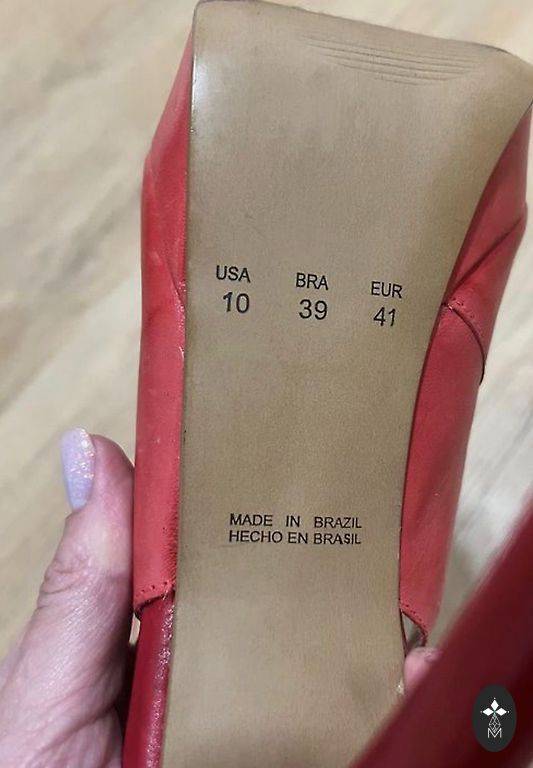 USA BRA EUR
10 39 41
MADE IN BRAZIL
HECHO EN BRASIL
M